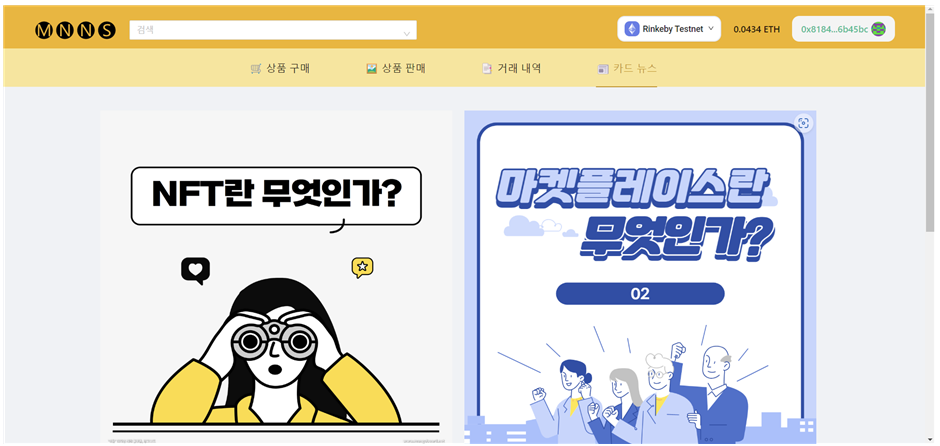 MNNS
검색
Rinkeby Testnet
0.0434 ETH
0x8184...6b45bc
상품 구매
상품 판매
거래 내역
카드 뉴스
NFT란 무엇인가?
마켓플레이스란
무엇인가?
02